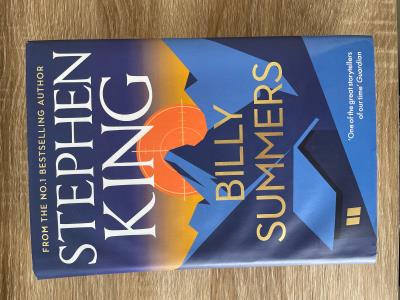 FROM THE NO.1 BESTSELLING AUTHOR
STEPHEN
KING
BILLY
SUMMERS
'One of the great storytellers
of our time' Guardian